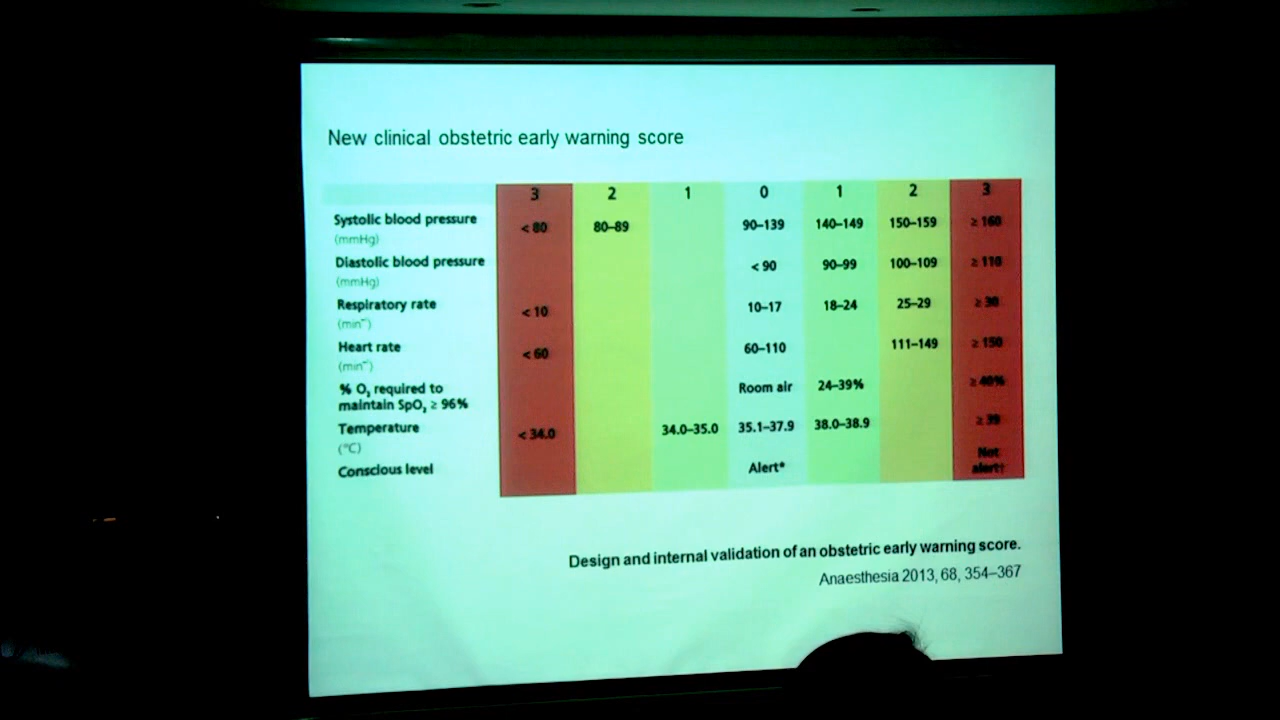 New clinical obstetric early warning score
3 2 1 0 1 2 3
Systolic blood pressure < 80 80–89 90–139 140–149 150–159 ≥ 160
(mmHg)
Diastolic blood pressure < 90 90–99 100–109 ≥ 110
(mmHg)
Respiratory rate < 10 10–17 18–24 25–29 ≥ 30
(min⁻¹)
Heart rate < 60 60–110 111–149 ≥ 150
(min⁻¹)
% O₂ required to Room air 24–39% ≥ 40%
maintain SpO₂ ≥ 96%
Temperature < 34.0 34.0–35.0 35.1–37.9 38.0–38.9 ≥ 39
(°C)
Conscious level Alert* Not
alert†
Design and internal validation of an obstetric early warning score.
Anaesthesia 2013, 68, 354–367